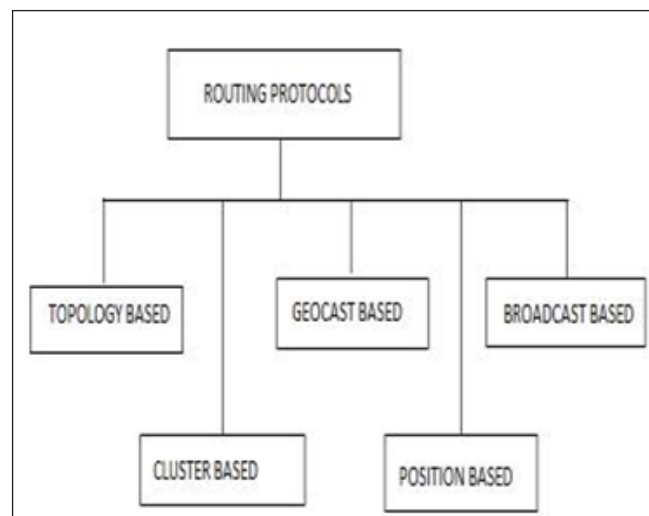 ROUTING PROTOCOLS
TOPOLOGY BASED
GEOCAST BASED
BROADCAST BASED
CLUSTER BASED
POSITION BASED